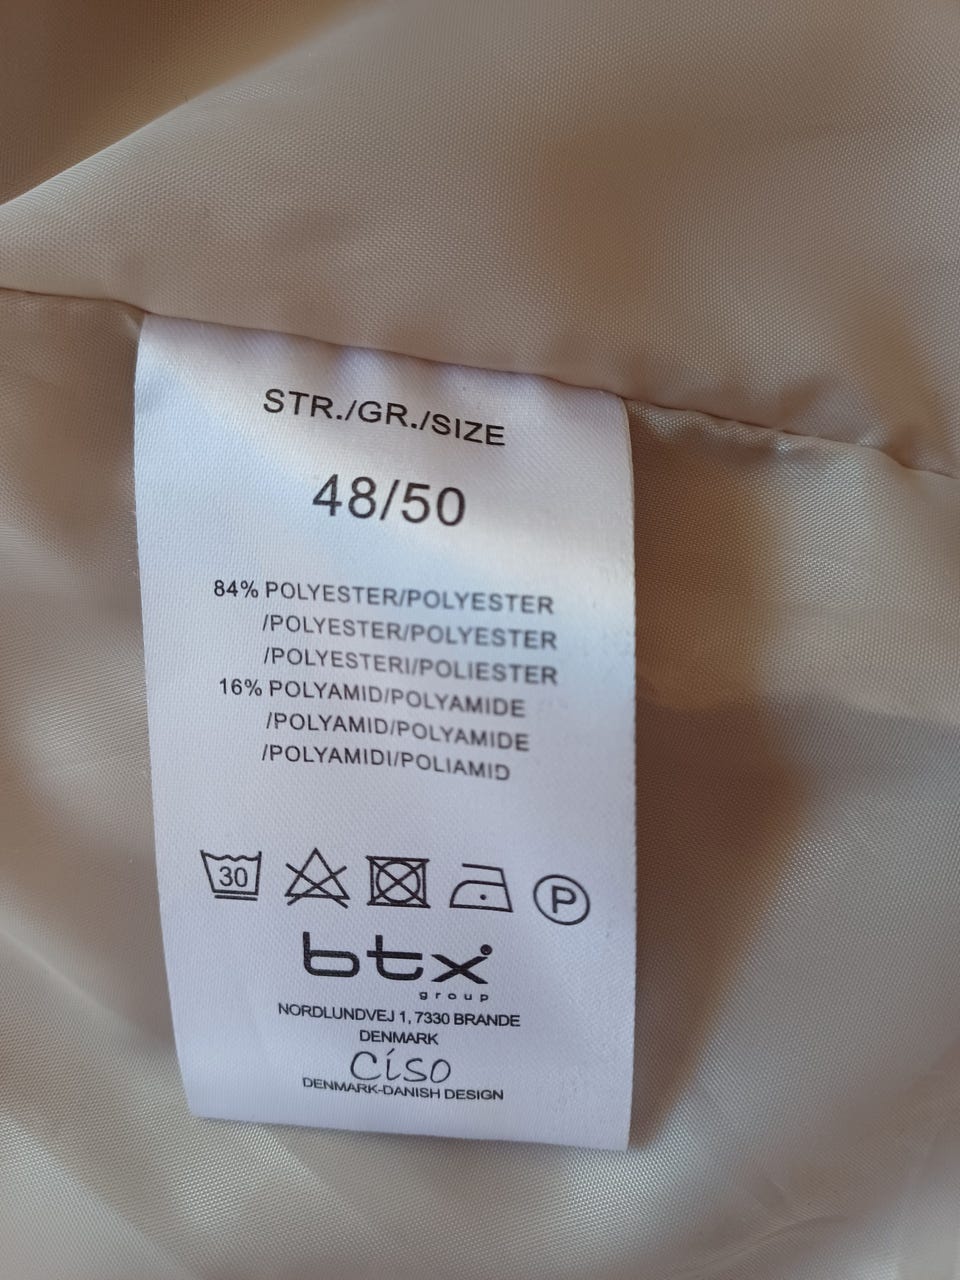 STR./GR./SIZE
48/50
84% POLYESTER/POLYESTER
/POLYESTER/POLYESTER
/POLYESTERI/POLIESTER
16% POLYAMID/POLYAMIDE
/POLYAMID/POLYAMIDE
/POLYAMIDI/POLIAMID
30
P
btx
group
NORDLUNDVEJ 1, 7330 BRANDE
DENMARK
Ciso
DENMARK-DANISH DESIGN